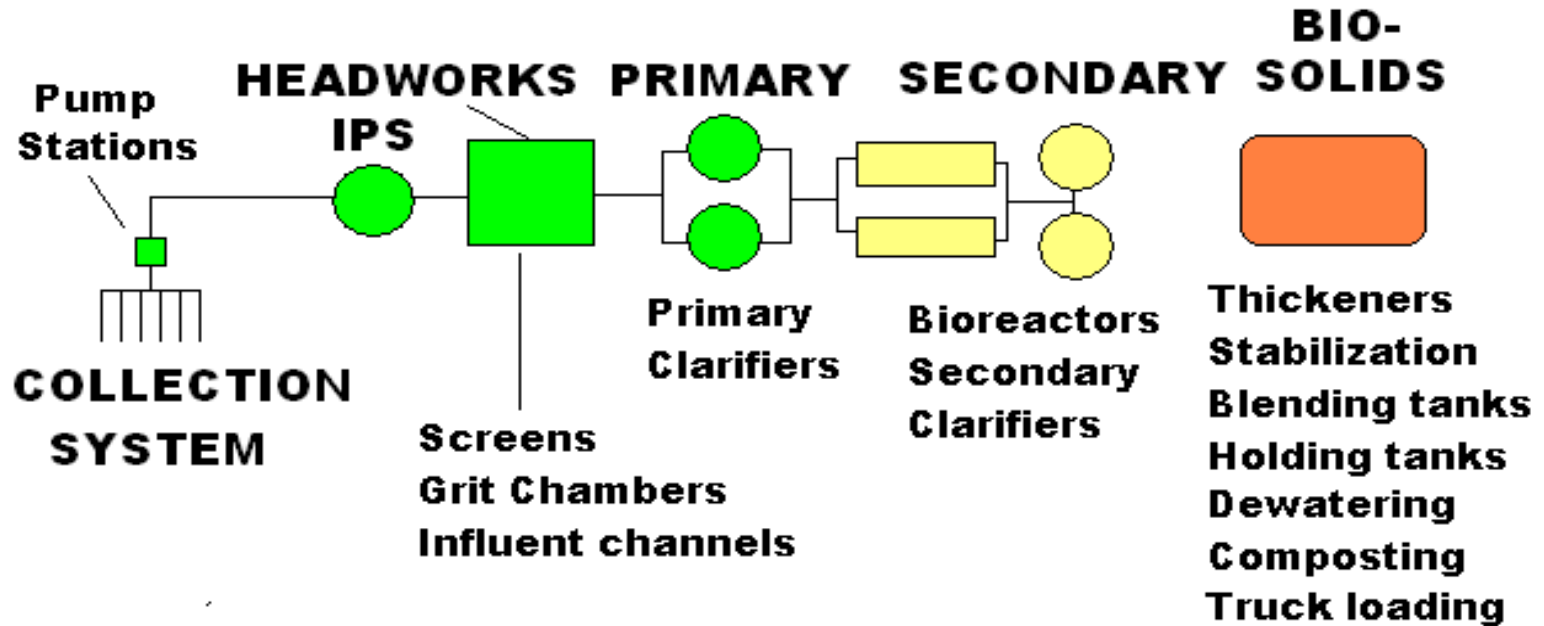 Pump
Stations
HEADWORKS
IPS
PRIMARY
SECONDARY
BIO-
SOLIDS
COLLECTION
SYSTEM
Screens
Grit Chambers
Influent channels
Primary
Clarifiers
Bioreactors
Secondary
Clarifiers
Thickeners
Stabilization
Blending tanks
Holding tanks
Dewatering
Composting
Truck loading